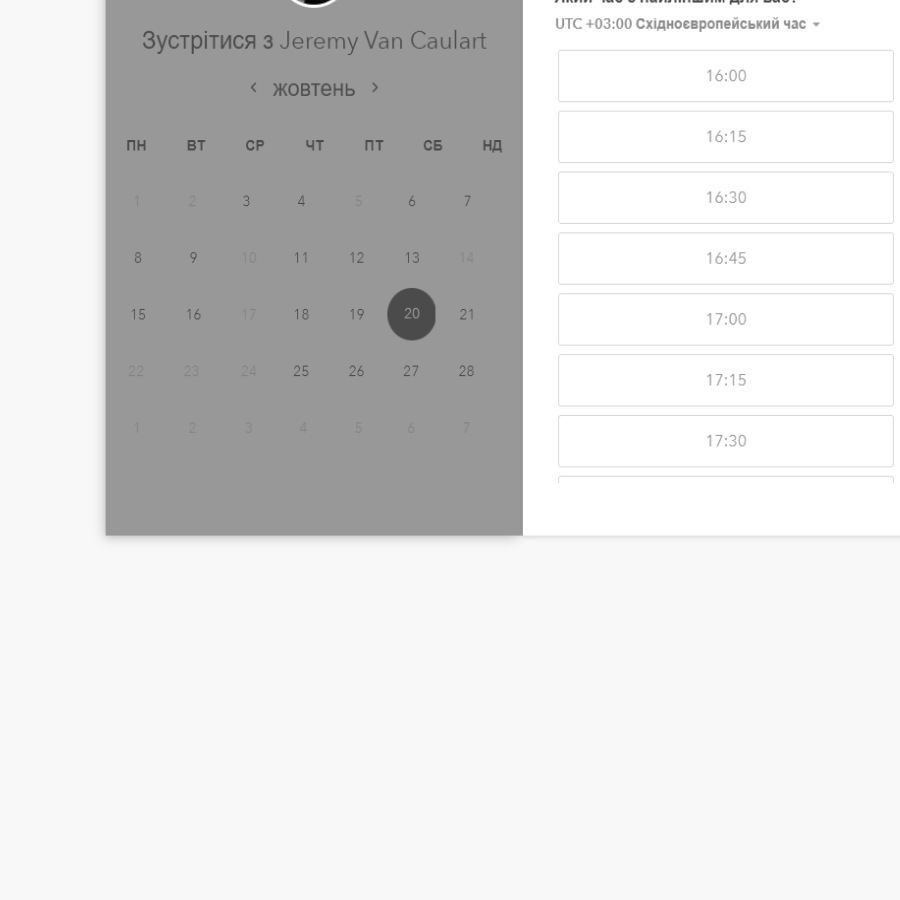 Зустрітися з Jeremy Van Caulart
жовтень
ПН ВТ СР ЧТ ПТ СБ НД
1 2 3 4 5 6 7
8 9 10 11 12 13 14
15 16 17 18 19 20 21
22 23 24 25 26 27 28
1 2 3 4 5 6 7
UTC +03:00 Східноєвропейський час
16:00
16:15
16:30
16:45
17:00
17:15
17:30